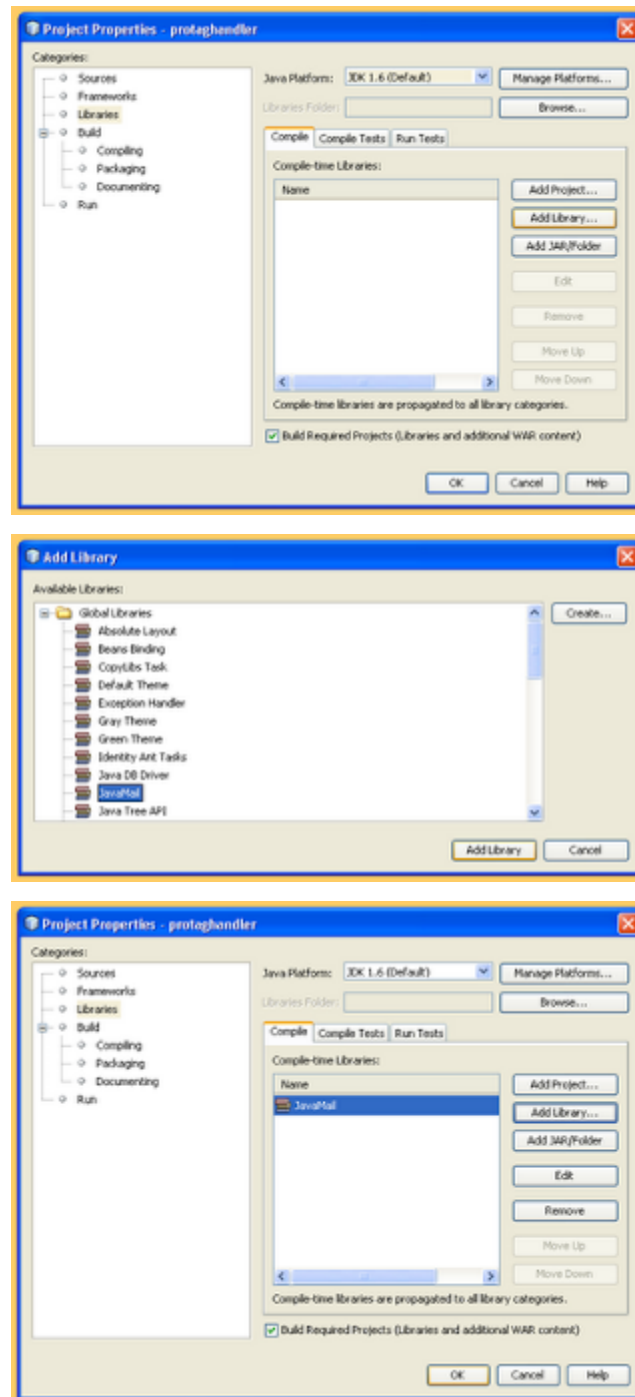 Project Properties - protaghandler
Categories:
Sources
Frameworks
Libraries
Build
Compiling
Packaging
Documenting
Run
Java Platform: JDK 1.6 (Default) Manage Platforms...
Libraries Folder: Browse...
Compile Compile Tests Run Tests
Compile-time Libraries:
Name
Add Project...
Add Library...
Add JAR/Folder
Edit
Remove
Move Up
Move Down
Compile-time libraries are propagated to all library categories.
Build Required Projects (Libraries and additional WAR content)
OK Cancel Help
Add Library
Available Libraries:
Global Libraries
Create...
Absolute Layout
Beans Binding
CopyLibs Task
Default Theme
Exception Handler
Gray Theme
Green Theme
Identity Ant Tasks
Java DB Driver
JavaMail
Java Tree API
Add Library Cancel
Project Properties - protaghandler
Categories:
Sources
Frameworks
Libraries
Build
Compiling
Packaging
Documenting
Run
Java Platform: JDK 1.6 (Default) Manage Platforms...
Libraries Folder: Browse...
Compile Compile Tests Run Tests
Compile-time Libraries:
Name
JavaMail
Add Project...
Add Library...
Add JAR/Folder
Edit
Remove
Move Up
Move Down
Compile-time libraries are propagated to all library categories.
Build Required Projects (Libraries and additional WAR content)
OK Cancel Help